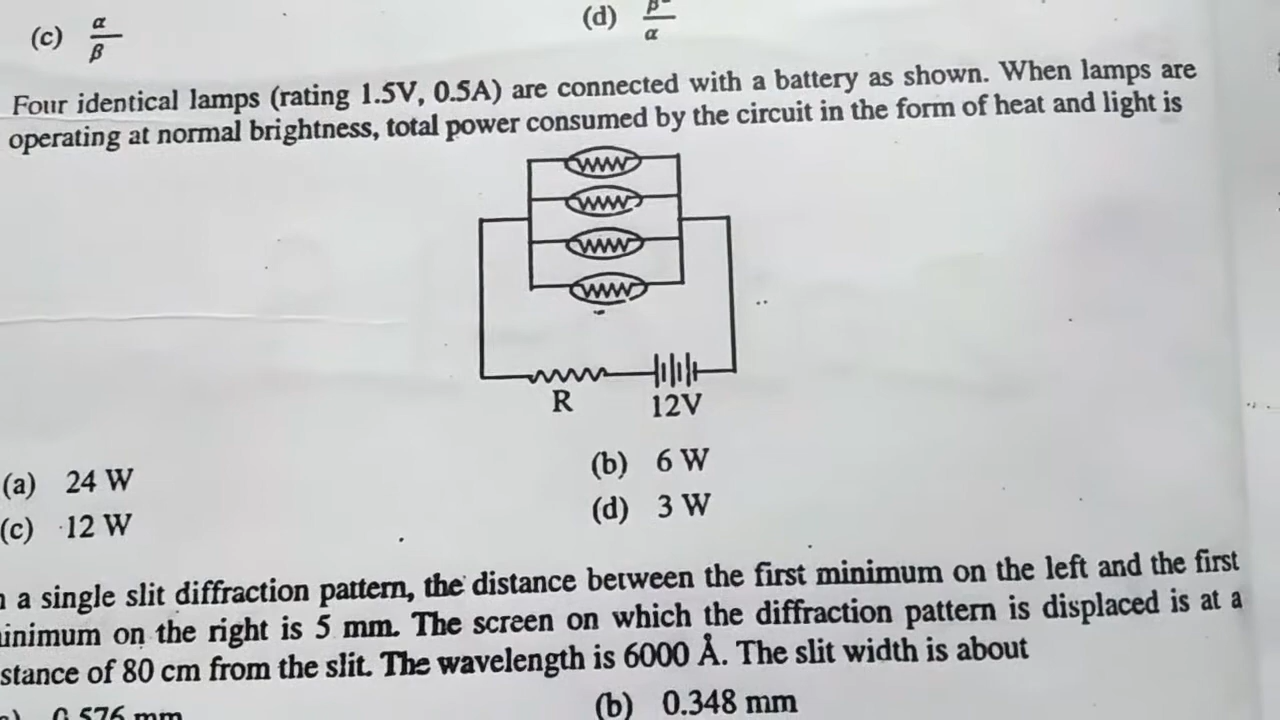 (c) α/β (d) β/α
Four identical lamps (rating 1.5V, 0.5A) are connected with a battery as shown. When lamps are
operating at normal brightness, total power consumed by the circuit in the form of heat and light is
R 12V
(a) 24 W (b) 6 W
(c) 12 W (d) 3 W
a single slit diffraction pattern, the distance between the first minimum on the left and the first
on the right is 5 mm. The screen on which the diffraction pattern is displaced is at a
of 80 cm from the slit. The wavelength is 6000 Å. The slit width is about
0.576 mm (b) 0.348 mm